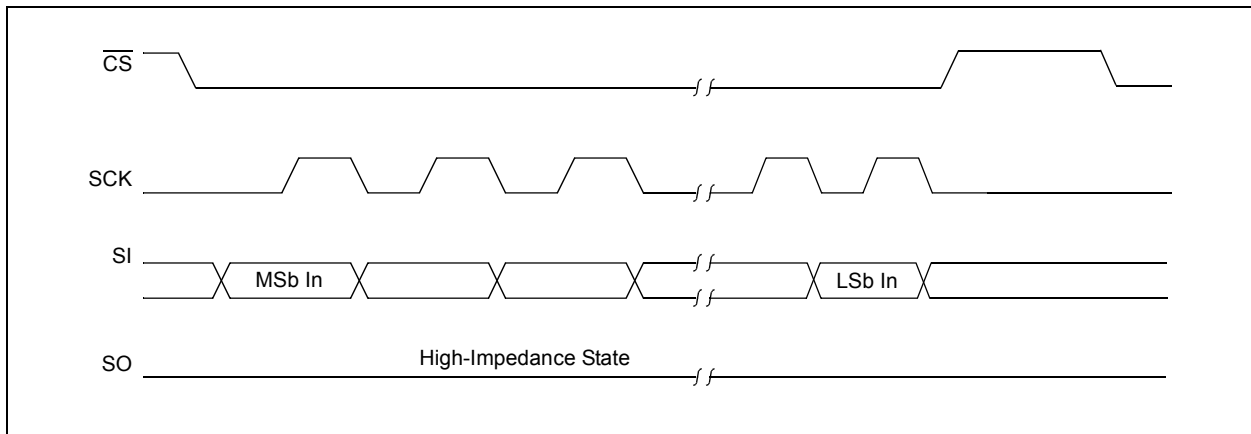 CS
SCK
SI
MSb In
LSb In
SO
High-Impedance State